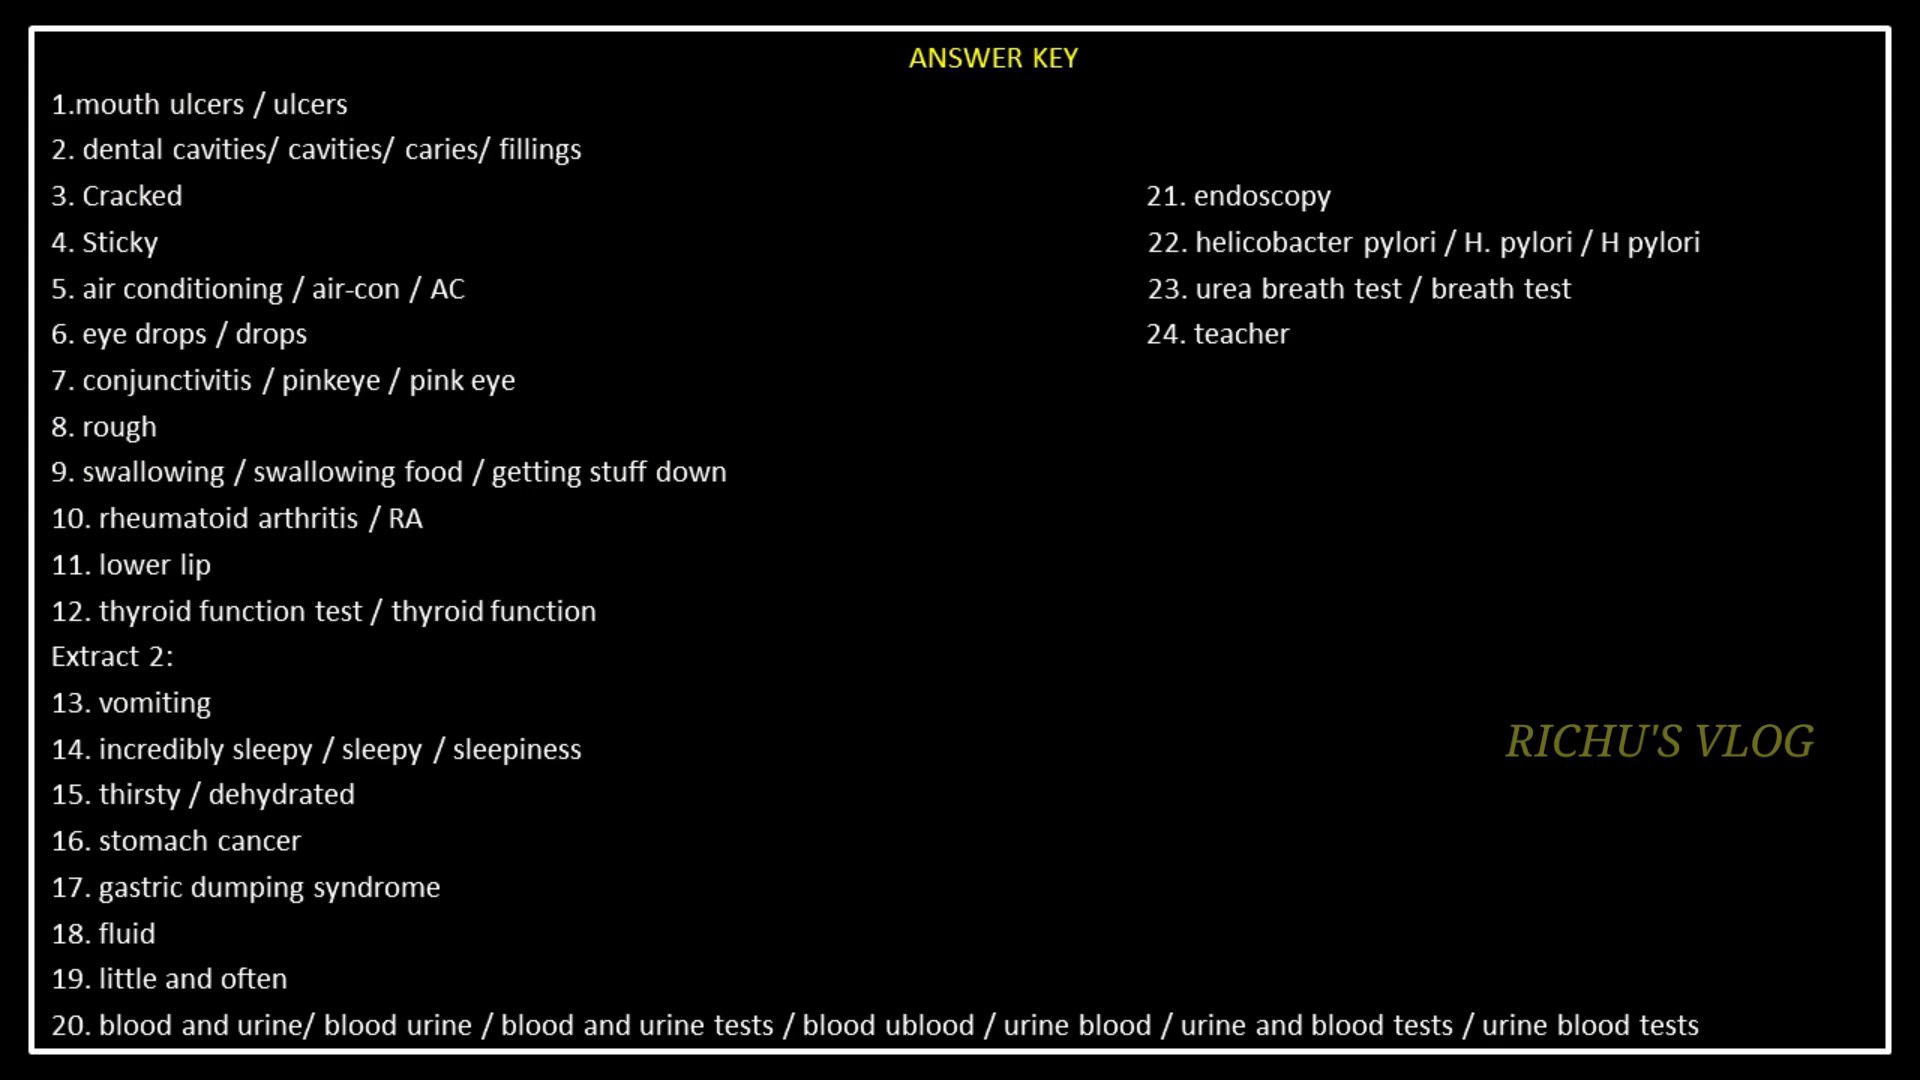 ANSWER KEY
1.mouth ulcers / ulcers
2. dental cavities/ cavities/ caries/ fillings
3. Cracked
4. Sticky
5. air conditioning / air-con / AC
6. eye drops / drops
7. conjunctivitis / pinkeye / pink eye
8. rough
9. swallowing / swallowing food / getting stuff down
10. rheumatoid arthritis / RA
11. lower lip
12. thyroid function test / thyroid function
Extract 2:
13. vomiting
14. incredibly sleepy / sleepy / sleepiness
15. thirsty / dehydrated
16. stomach cancer
17. gastric dumping syndrome
18. fluid
19. little and often
20. blood and urine/ blood urine / blood and urine tests / blood ublood / urine blood / urine and blood tests / urine blood tests
21. endoscopy
22. helicobacter pylori / H. pylori / H pylori
23. urea breath test / breath test
24. teacher
RICHU'S VLOG